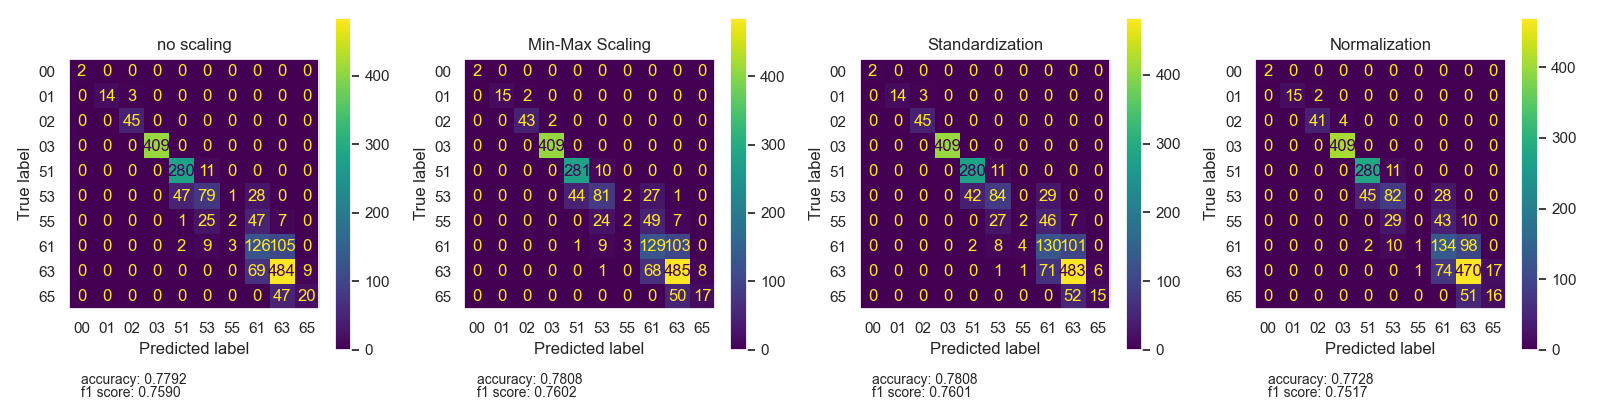 no scaling
True label
00 2 0 0 0 0 0 0 0 0 0
01 0 14 3 0 0 0 0 0 0 0
02 0 0 45 0 0 0 0 0 0 0
03 0 0 0 409 0 0 0 0 0 0
51 0 0 0 0 280 11 0 0 0 0
53 0 0 0 0 47 79 1 28 0 0
55 0 0 0 0 1 25 2 47 7 0
61 0 0 0 0 2 9 3 126 105 0
63 0 0 0 0 0 0 0 69 484 9
65 0 0 0 0 0 0 0 0 47 20
00 01 02 03 51 53 55 61 63 65
Predicted label
400
300
200
100
0
accuracy: 0.7792
f1 score: 0.7590
Min-Max Scaling
True label
00 2 0 0 0 0 0 0 0 0 0
01 0 15 2 0 0 0 0 0 0 0
02 0 0 43 2 0 0 0 0 0 0
03 0 0 0 409 0 0 0 0 0 0
51 0 0 0 0 281 10 0 0 0 0
53 0 0 0 0 44 81 2 27 1 0
55 0 0 0 0 0 24 2 49 7 0
61 0 0 0 0 1 9 3 129 103 0
63 0 0 0 0 0 1 0 68 485 8
65 0 0 0 0 0 0 0 0 50 17
00 01 02 03 51 53 55 61 63 65
Predicted label
400
300
200
100
0
accuracy: 0.7808
f1 score: 0.7602
Standardization
True label
00 2 0 0 0 0 0 0 0 0 0
01 0 14 3 0 0 0 0 0 0 0
02 0 0 45 0 0 0 0 0 0 0
03 0 0 0 409 0 0 0 0 0 0
51 0 0 0 0 280 11 0 0 0 0
53 0 0 0 0 42 84 0 29 0 0
55 0 0 0 0 0 27 2 46 7 0
61 0 0 0 0 2 8 4 130 101 0
63 0 0 0 0 0 1 1 71 483 6
65 0 0 0 0 0 0 0 0 52 15
00 01 02 03 51 53 55 61 63 65
Predicted label
400
300
200
100
0
accuracy: 0.7808
f1 score: 0.7601
Normalization
True label
00 2 0 0 0 0 0 0 0 0 0
01 0 15 2 0 0 0 0 0 0 0
02 0 0 41 4 0 0 0 0 0 0
03 0 0 0 409 0 0 0 0 0 0
51 0 0 0 0 280 11 0 0 0 0
53 0 0 0 0 45 82 0 28 0 0
55 0 0 0 0 0 29 0 43 10 0
61 0 0 0 0 2 10 1 134 98 0
63 0 0 0 0 0 0 1 74 470 17
65 0 0 0 0 0 0 0 0 51 16
00 01 02 03 51 53 55 61 63 65
Predicted label
400
300
200
100
0
accuracy: 0.7728
f1 score: 0.7517